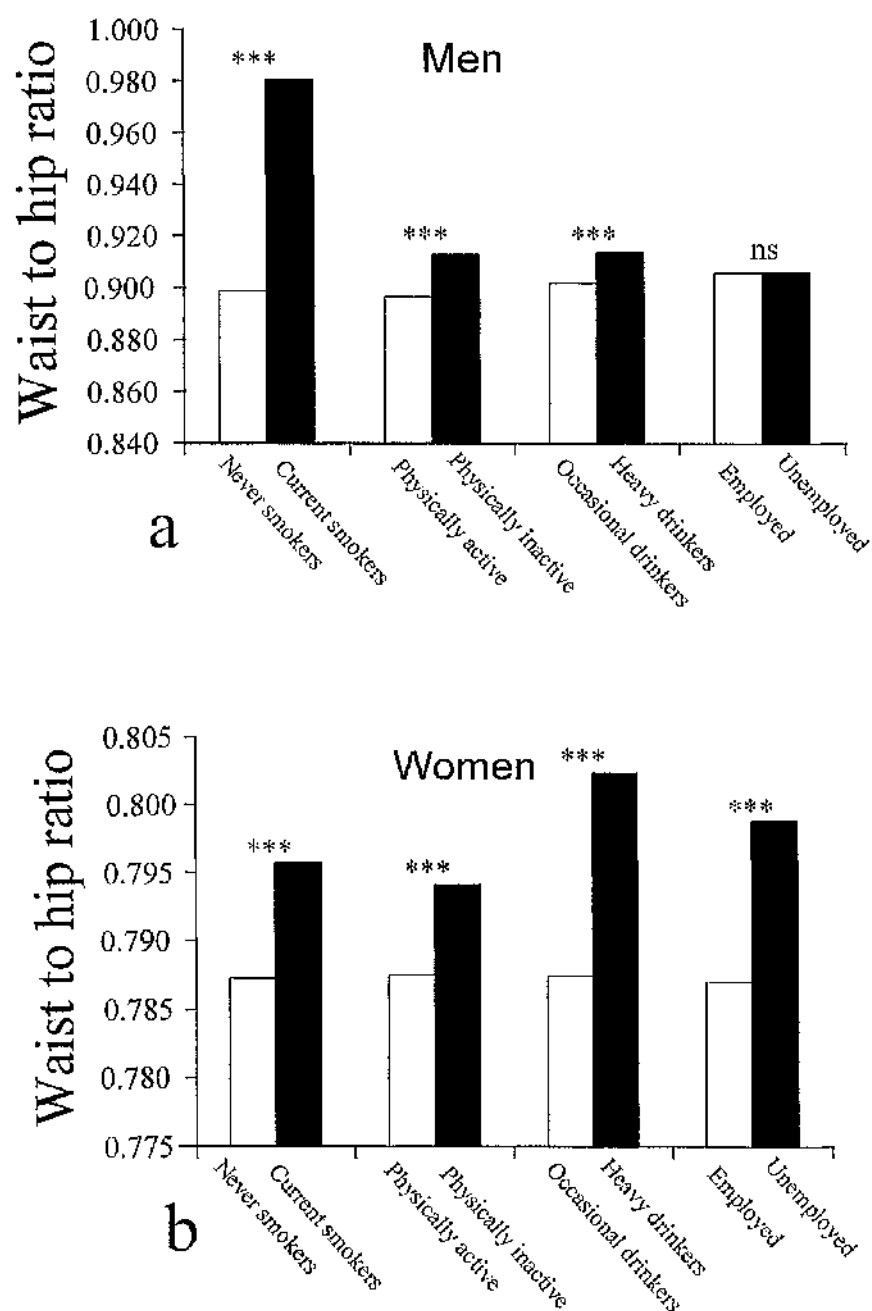 Men
Waist to hip ratio
1.000
0.980
0.960
0.940
0.920
0.900
0.880
0.860
0.840
***
***
***
ns
Never smokers
Current smokers
Physically active
Physically inactive
Occasional drinkers
Heavy drinkers
Employed
Unemployed
a
Women
Waist to hip ratio
0.805
0.800
0.795
0.790
0.785
0.780
0.775
***
***
***
***
Never smokers
Current smokers
Physically active
Physically inactive
Occasional drinkers
Heavy drinkers
Employed
Unemployed
b